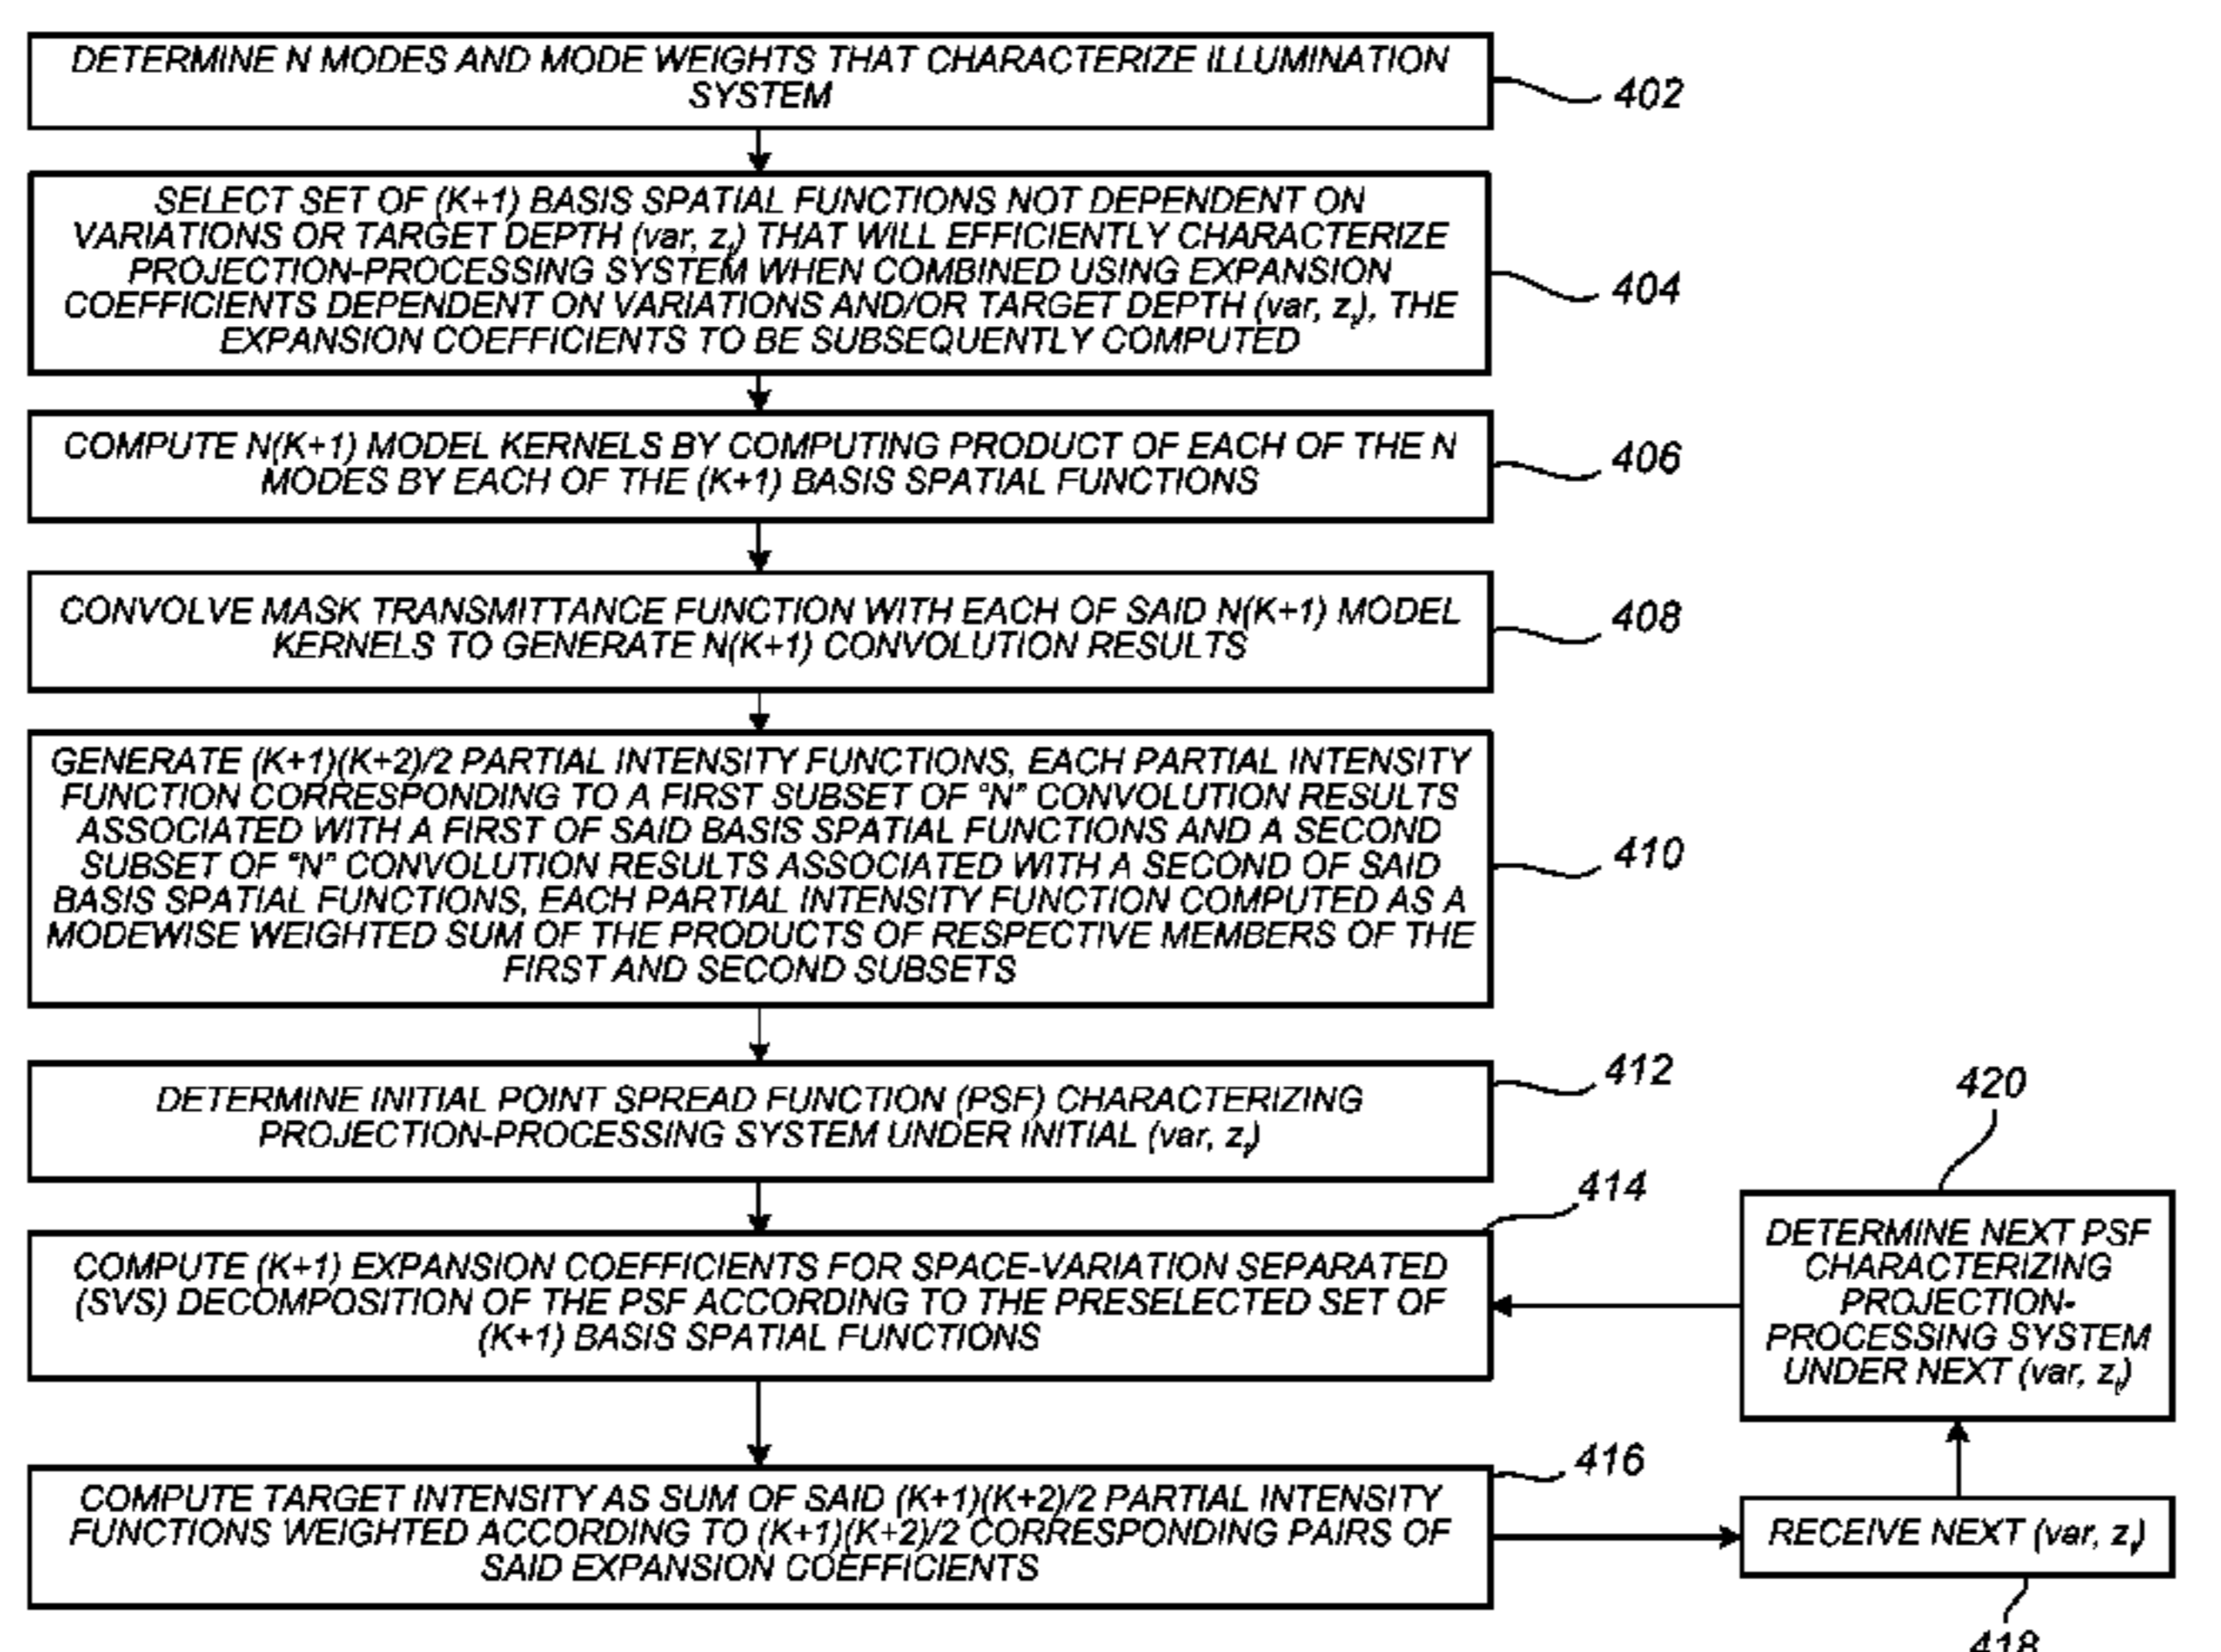 DETERMINE N MODES AND MODE WEIGHTS THAT CHARACTERIZE ILLUMINATION
SYSTEM
402
SELECT SET OF (K+1) BASIS SPATIAL FUNCTIONS NOT DEPENDENT ON
VARIATIONS OR TARGET DEPTH (var, zt) THAT WILL EFFICIENTLY CHARACTERIZE
PROJECTION-PROCESSING SYSTEM WHEN COMBINED USING EXPANSION
COEFFICIENTS DEPENDENT ON VARIATIONS AND/OR TARGET DEPTH (var, zt), THE
EXPANSION COEFFICIENTS TO BE SUBSEQUENTLY COMPUTED
404
COMPUTE N(K+1) MODEL KERNELS BY COMPUTING PRODUCT OF EACH OF THE N
MODES BY EACH OF THE (K+1) BASIS SPATIAL FUNCTIONS
406
CONVOLVE MASK TRANSMITTANCE FUNCTION WITH EACH OF SAID N(K+1) MODEL
KERNELS TO GENERATE N(K+1) CONVOLUTION RESULTS
408
GENERATE (K+1)(K+2)/2 PARTIAL INTENSITY FUNCTIONS, EACH PARTIAL INTENSITY
FUNCTION CORRESPONDING TO A FIRST SUBSET OF "N" CONVOLUTION RESULTS
ASSOCIATED WITH A FIRST OF SAID BASIS SPATIAL FUNCTIONS AND A SECOND
SUBSET OF "N" CONVOLUTION RESULTS ASSOCIATED WITH A SECOND OF SAID
BASIS SPATIAL FUNCTIONS, EACH PARTIAL INTENSITY FUNCTION COMPUTED AS A
MODEWISE WEIGHTED SUM OF THE PRODUCTS OF RESPECTIVE MEMBERS OF THE
FIRST AND SECOND SUBSETS
410
DETERMINE INITIAL POINT SPREAD FUNCTION (PSF) CHARACTERIZING
PROJECTION-PROCESSING SYSTEM UNDER INITIAL (var, zt)
412
COMPUTE (K+1) EXPANSION COEFFICIENTS FOR SPACE-VARIATION SEPARATED
(SVS) DECOMPOSITION OF THE PSF ACCORDING TO THE PRESELECTED SET OF
(K+1) BASIS SPATIAL FUNCTIONS
414
COMPUTE TARGET INTENSITY AS SUM OF SAID (K+1)(K+2)/2 PARTIAL INTENSITY
FUNCTIONS WEIGHTED ACCORDING TO (K+1)(K+2)/2 CORRESPONDING PAIRS OF
SAID EXPANSION COEFFICIENTS
416
420
DETERMINE NEXT PSF
CHARACTERIZING
PROJECTION-
PROCESSING SYSTEM
UNDER NEXT (var, zt)
RECEIVE NEXT (var, zt)
418